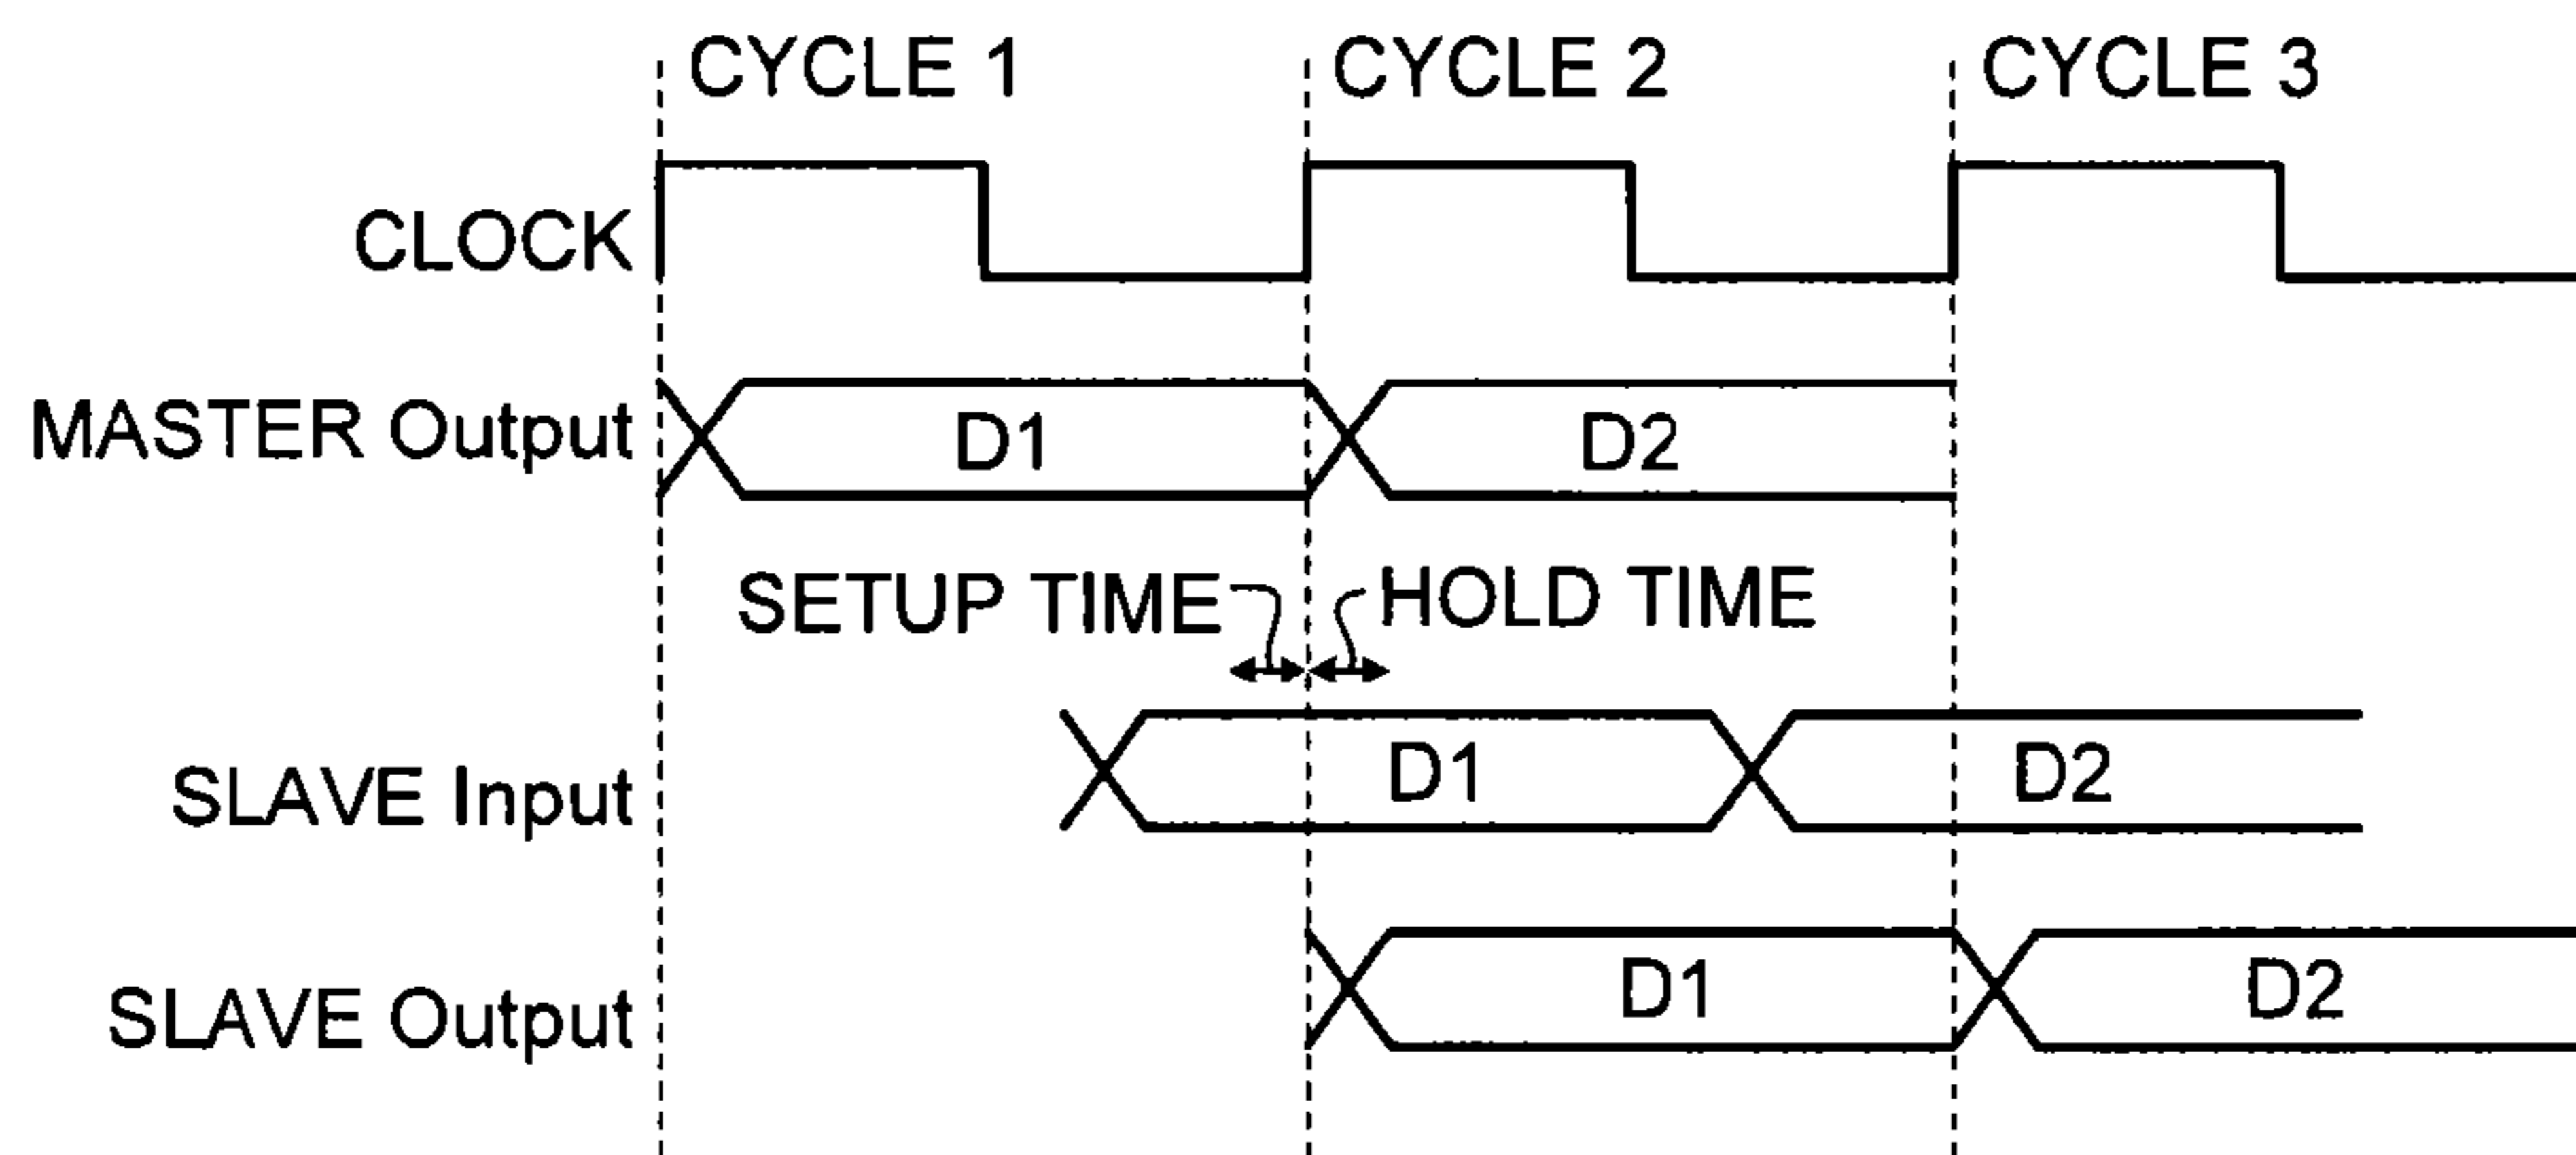 CYCLE 1 CYCLE 2 CYCLE 3
CLOCK
MASTER Output D1 D2
SETUP TIME HOLD TIME
SLAVE Input D1 D2
SLAVE Output D1 D2